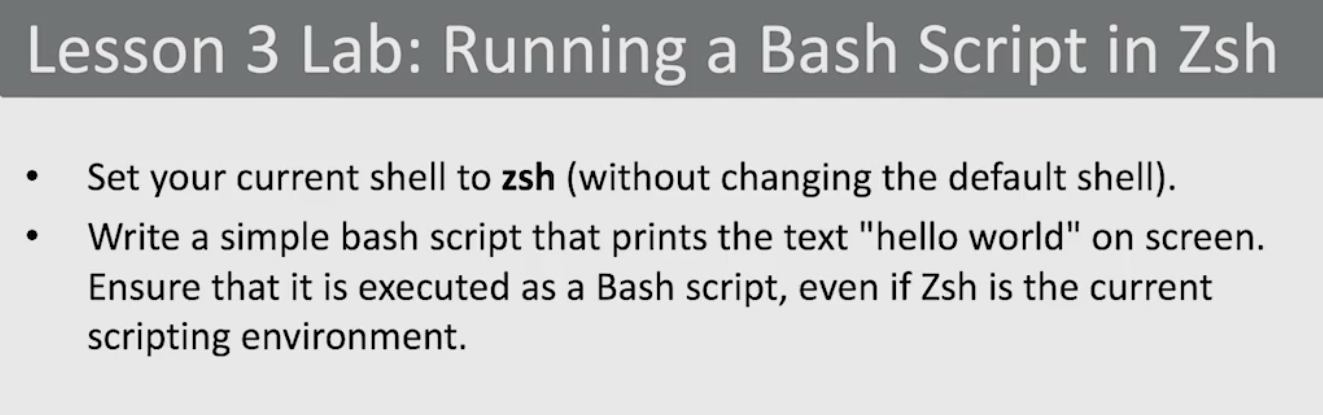 Lesson 3 Lab: Running a Bash Script in Zsh
• Set your current shell to zsh (without changing the default shell).
• Write a simple bash script that prints the text "hello world" on screen.
Ensure that it is executed as a Bash script, even if Zsh is the current
scripting environment.